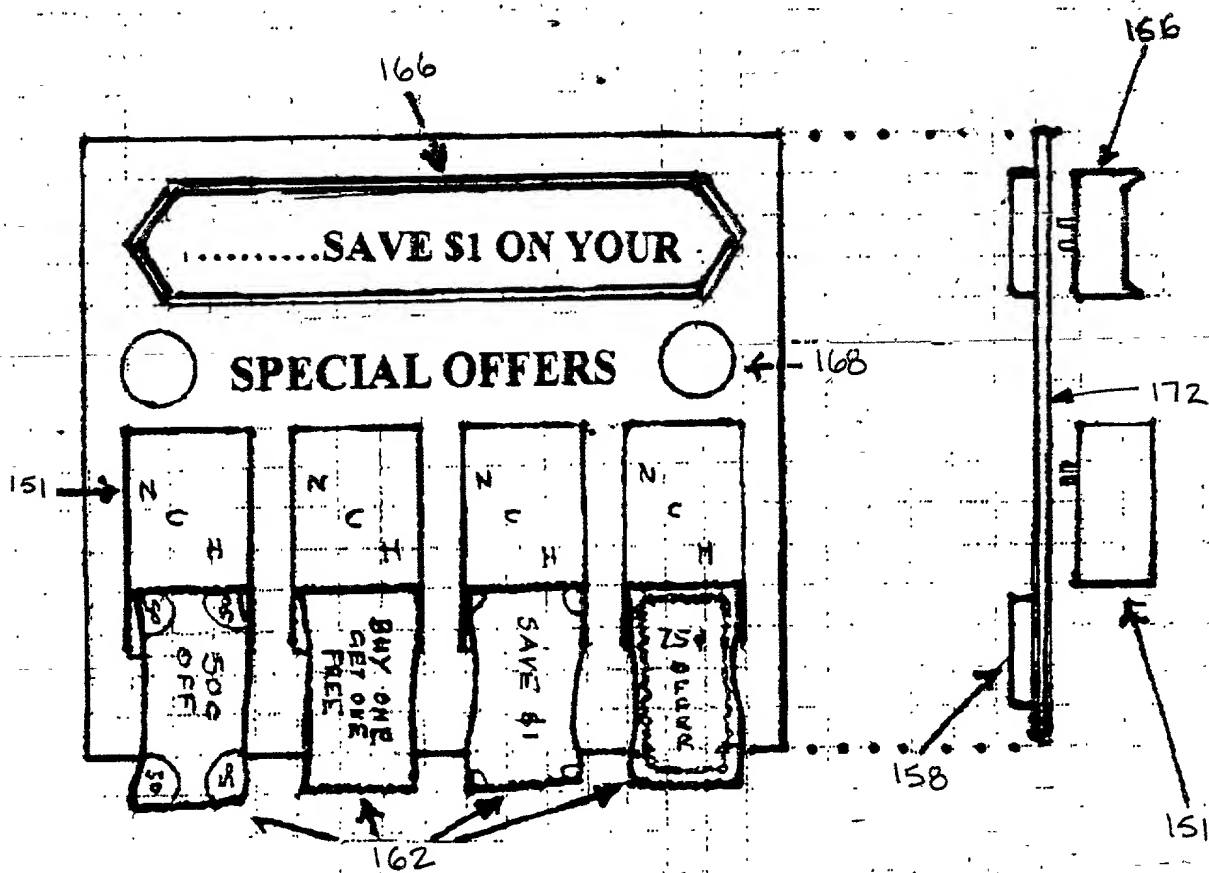 156
166
..........SAVE $1 ON YOUR
SPECIAL OFFERS
168
172
151
N
U
H
N
U
H
N
U
H
N
U
H
50¢
OFF
50
BUY ONE
GET ONE
FREE
SAVE $1
158
151
162